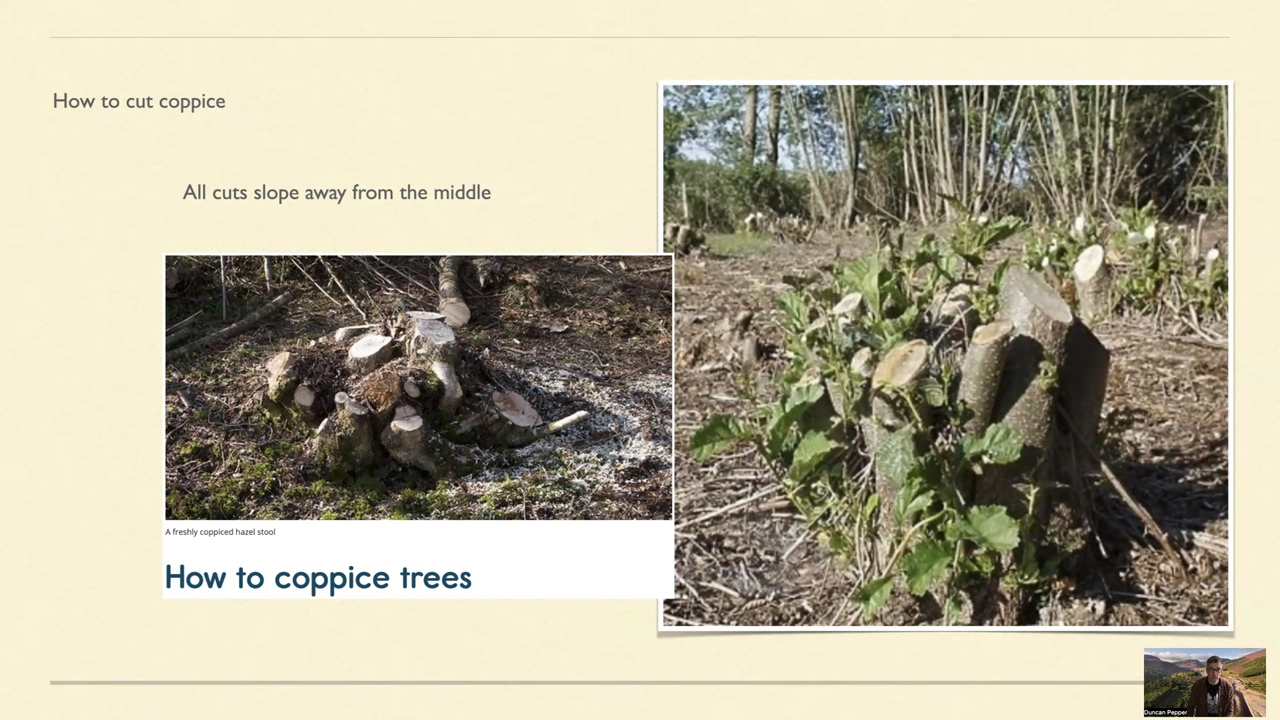 How to cut coppice
All cuts slope away from the middle
A freshly coppiced hazel stool
How to coppice trees
Duncan Pepper